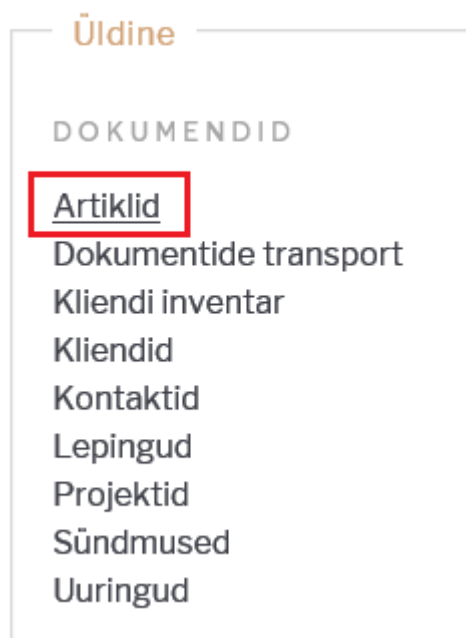 Üldine
DOKUMENDID
Artiklid
Dokumentide transport
Kliendi inventar
Kliendid
Kontaktid
Lepingud
Projektid
Sündmused
Uuringud